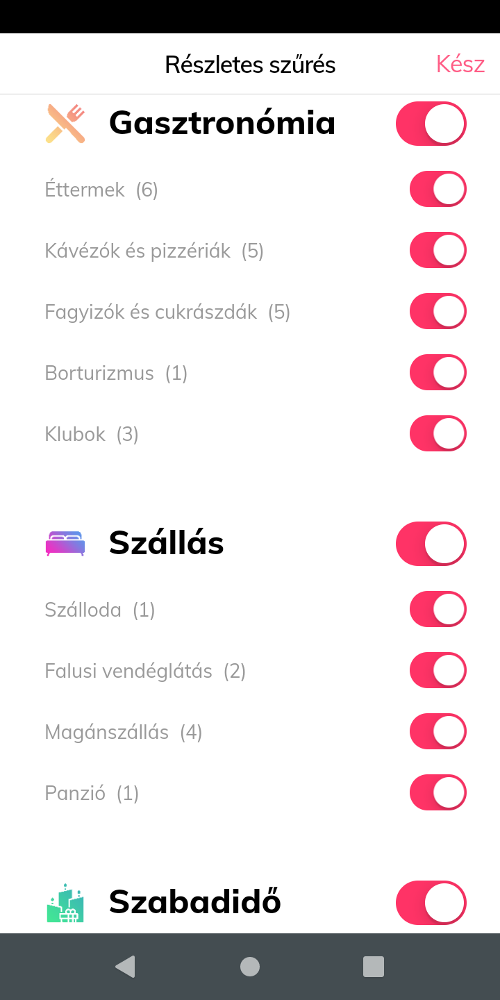 Részletes szűrés Kész
Gasztronómia
Éttermek (6)
Kávézók és pizzériák (5)
Fagyizók és cukrászdák (5)
Borturizmus (1)
Klubok (3)
Szállás
Szálloda (1)
Falusi vendéglátás (2)
Magánszállás (4)
Panzió (1)
Szabadidő